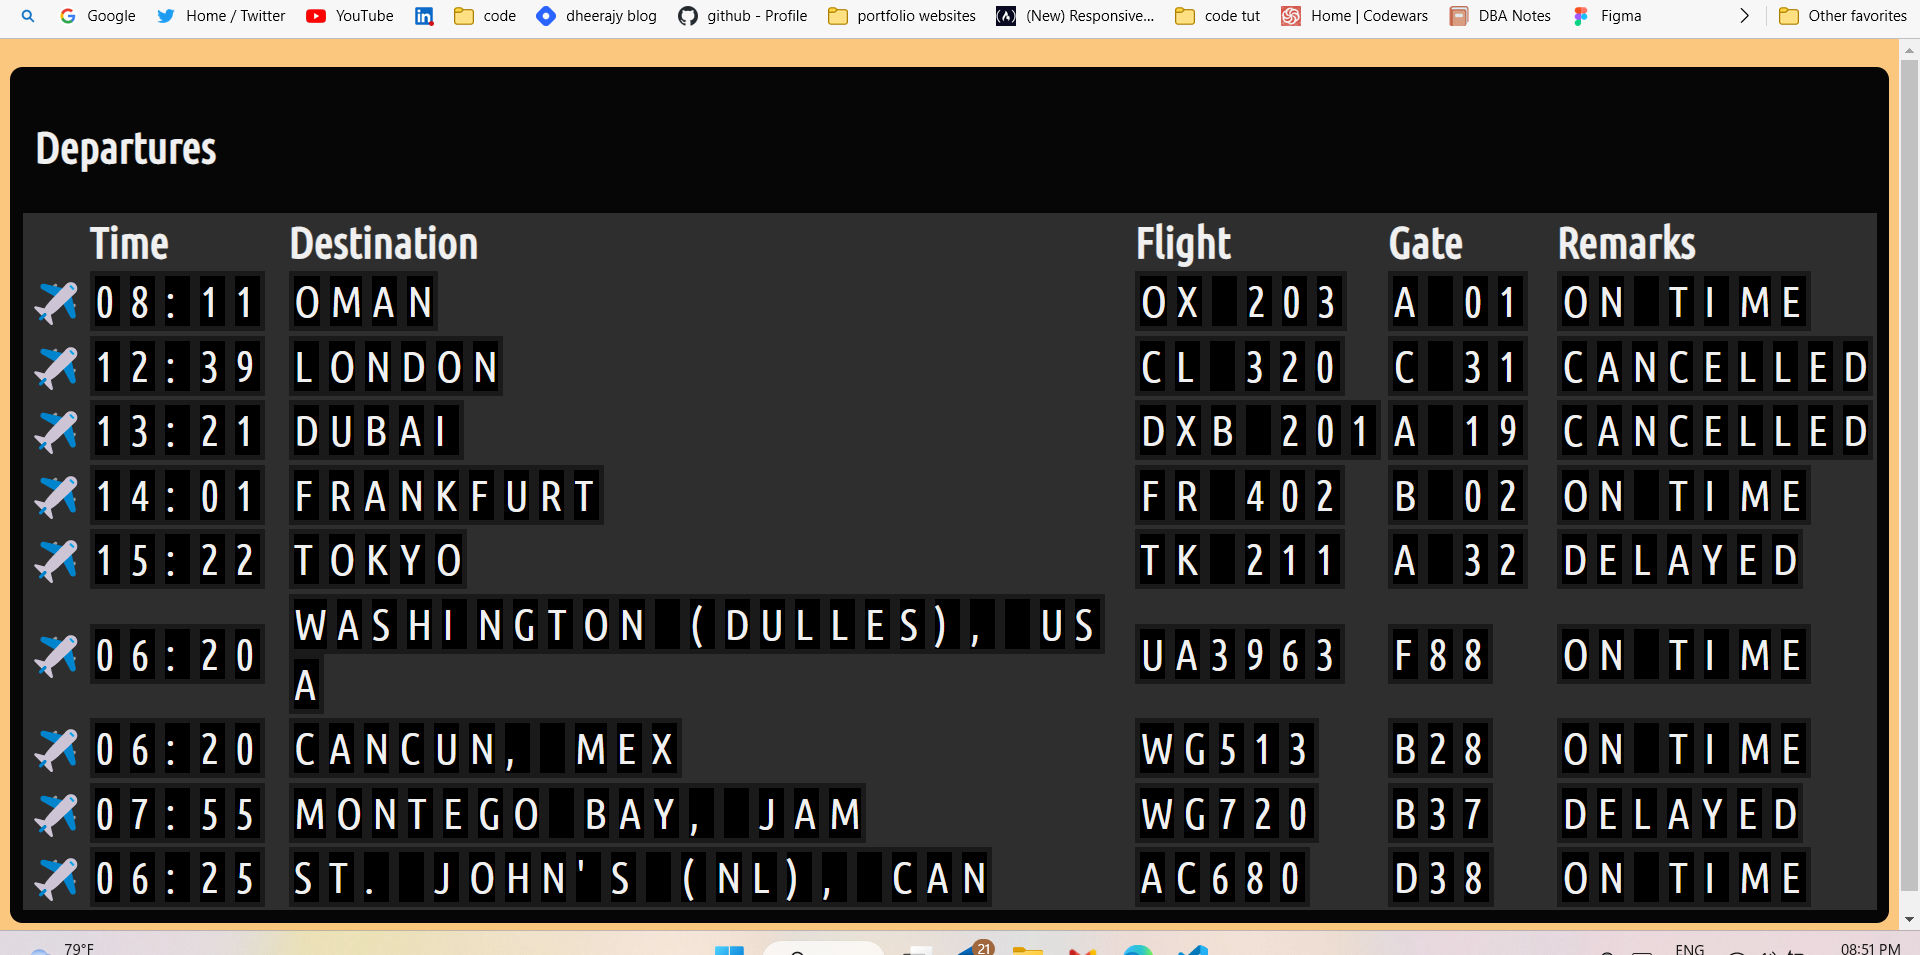 Google Home / Twitter YouTube code dheerajy blog github - Profile portfolio websites (New) Responsive... code tut Home | Codewars DBA Notes Figma Other favorites
Departures
Time Destination Flight Gate Remarks
08:11 OMAN OX 203 A 01 ON TIME
12:39 LONDON CL 320 C 31 CANCELLED
13:21 DUBAI DXB 201 A 19 CANCELLED
14:01 FRANKFURT FR 402 B 02 ON TIME
15:22 TOKYO TK 211 A 32 DELAYED
06:20 WASHINGTON (DULLES), US
A UA3963 F88 ON TIME
06:20 CANCUN, MEX WG513 B28 ON TIME
07:55 MONTEGO BAY, JAM WG720 B37 DELAYED
06:25 ST. JOHN'S (NL), CAN AC680 D38 ON TIME
79°F 21 ENG 08:51 PM